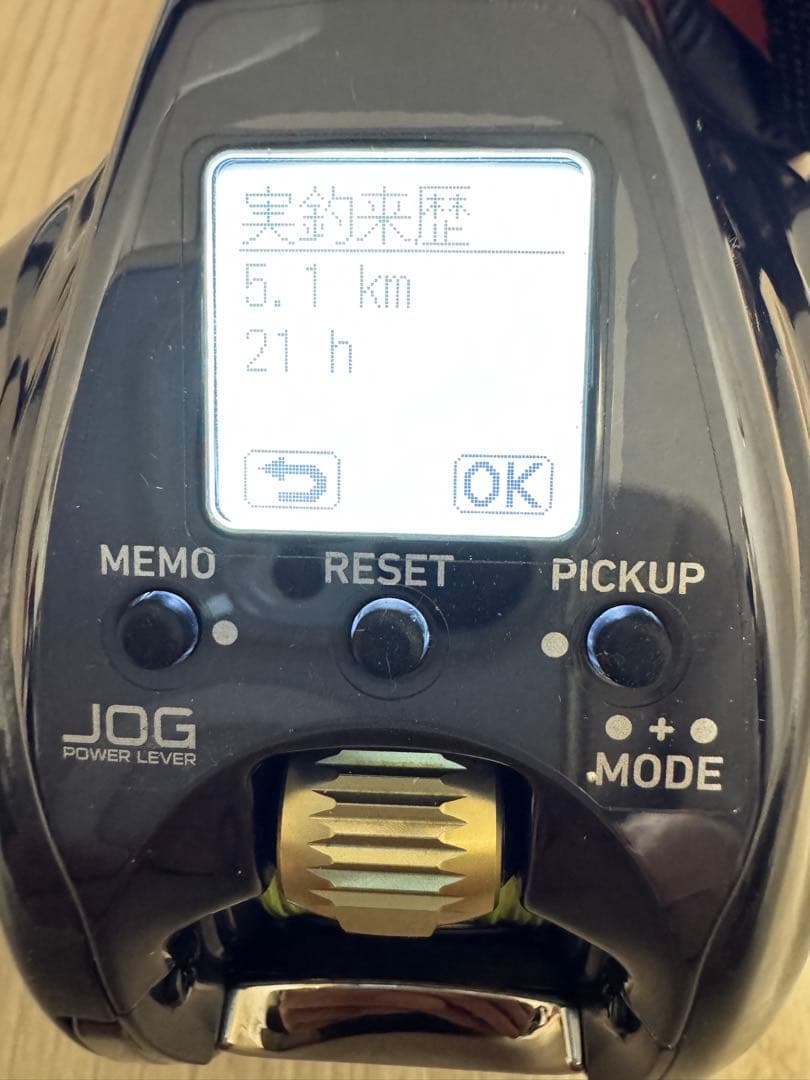 実釣来歴
5.1 km
21 h
OK
MEMO
RESET
PICKUP
JOG
POWER LEVER
+
MODE